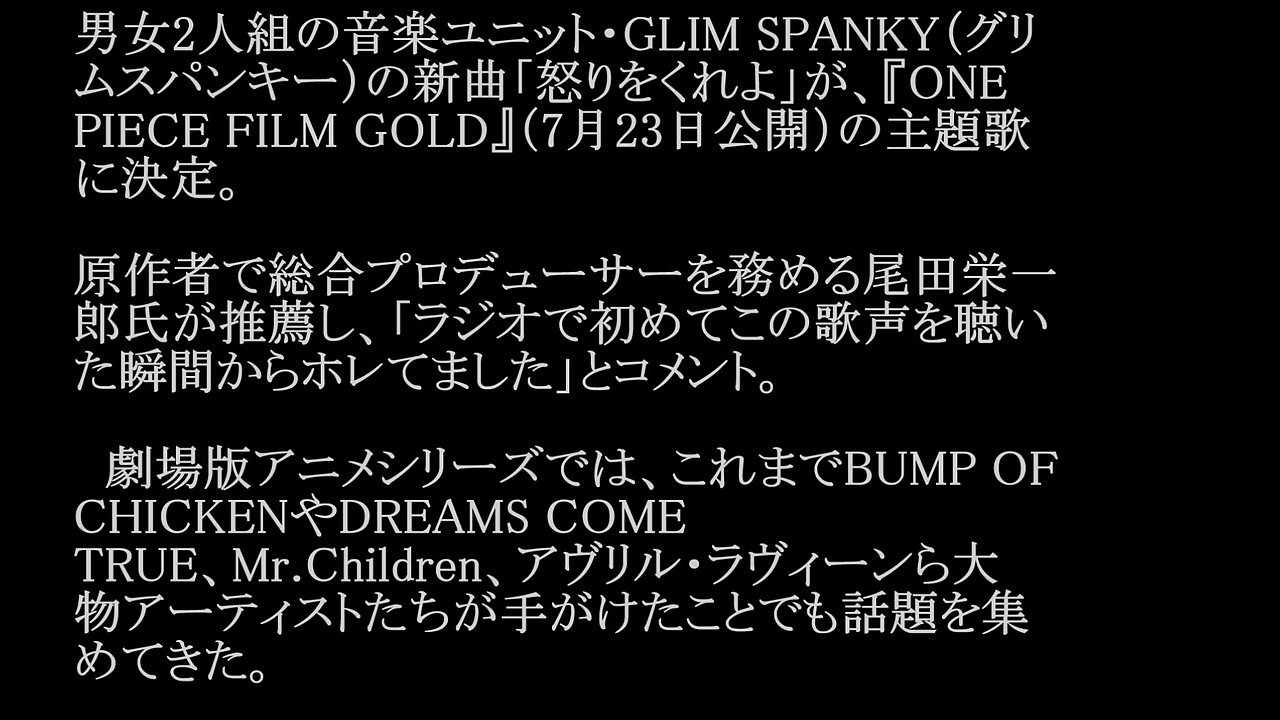 男女2人組の音楽ユニット・GLIM SPANKY（グリ
ムスパンキー）の新曲「怒りをくれよ」が、『ONE
PIECE FILM GOLD』（7月23日公開）の主題歌
に決定。
原作者で総合プロデューサーを務める尾田栄一
郎氏が推薦し、「ラジオで初めてこの歌声を聴い
た瞬間からホレてました」とコメント。
劇場版アニメシリーズでは、これまでBUMP OF
CHICKENやDREAMS COME
TRUE、Mr.Children、アヴリル・ラヴィーンら大
物アーティストたちが手がけたことでも話題を集
めてきた。